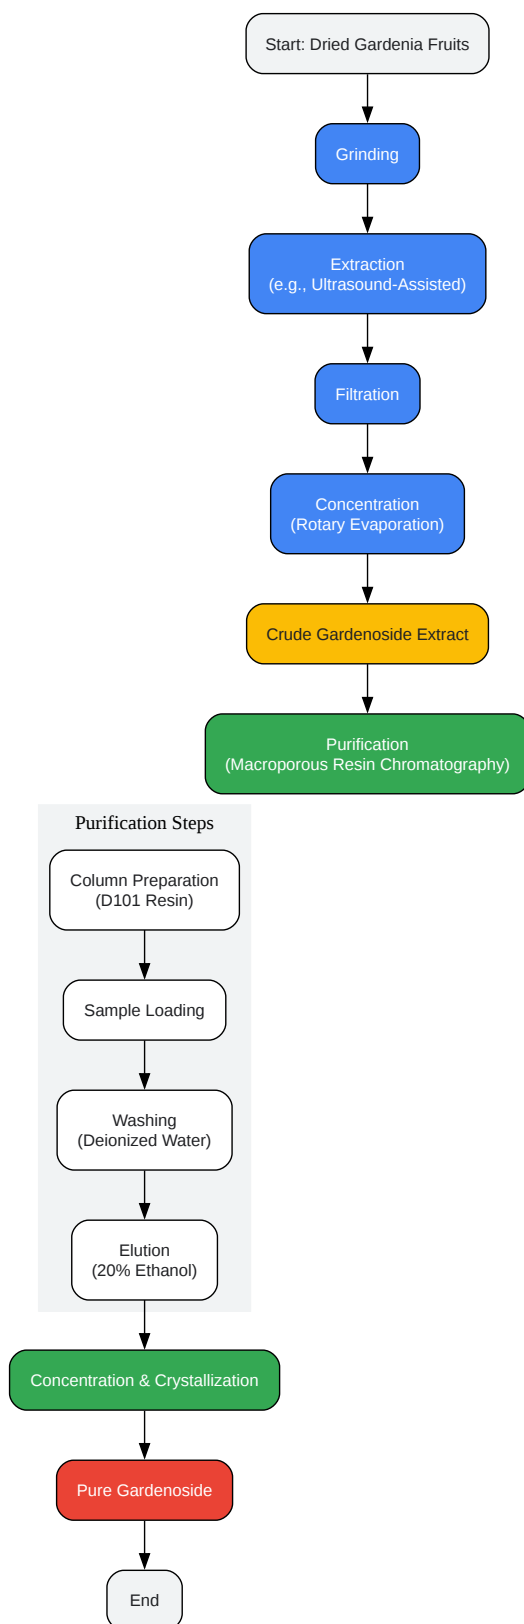 Start: Dried Gardenia Fruits
Grinding
Extraction
(e.g., Ultrasound-Assisted)
Filtration
Concentration
(Rotary Evaporation)
Crude Gardenoside Extract
Purification
(Macroporous Resin Chromatography)
Purification Steps
Column Preparation
(D101 Resin)
Sample Loading
Washing
(Deionized Water)
Elution
(20% Ethanol)
Concentration & Crystallization
Pure Gardenoside
End